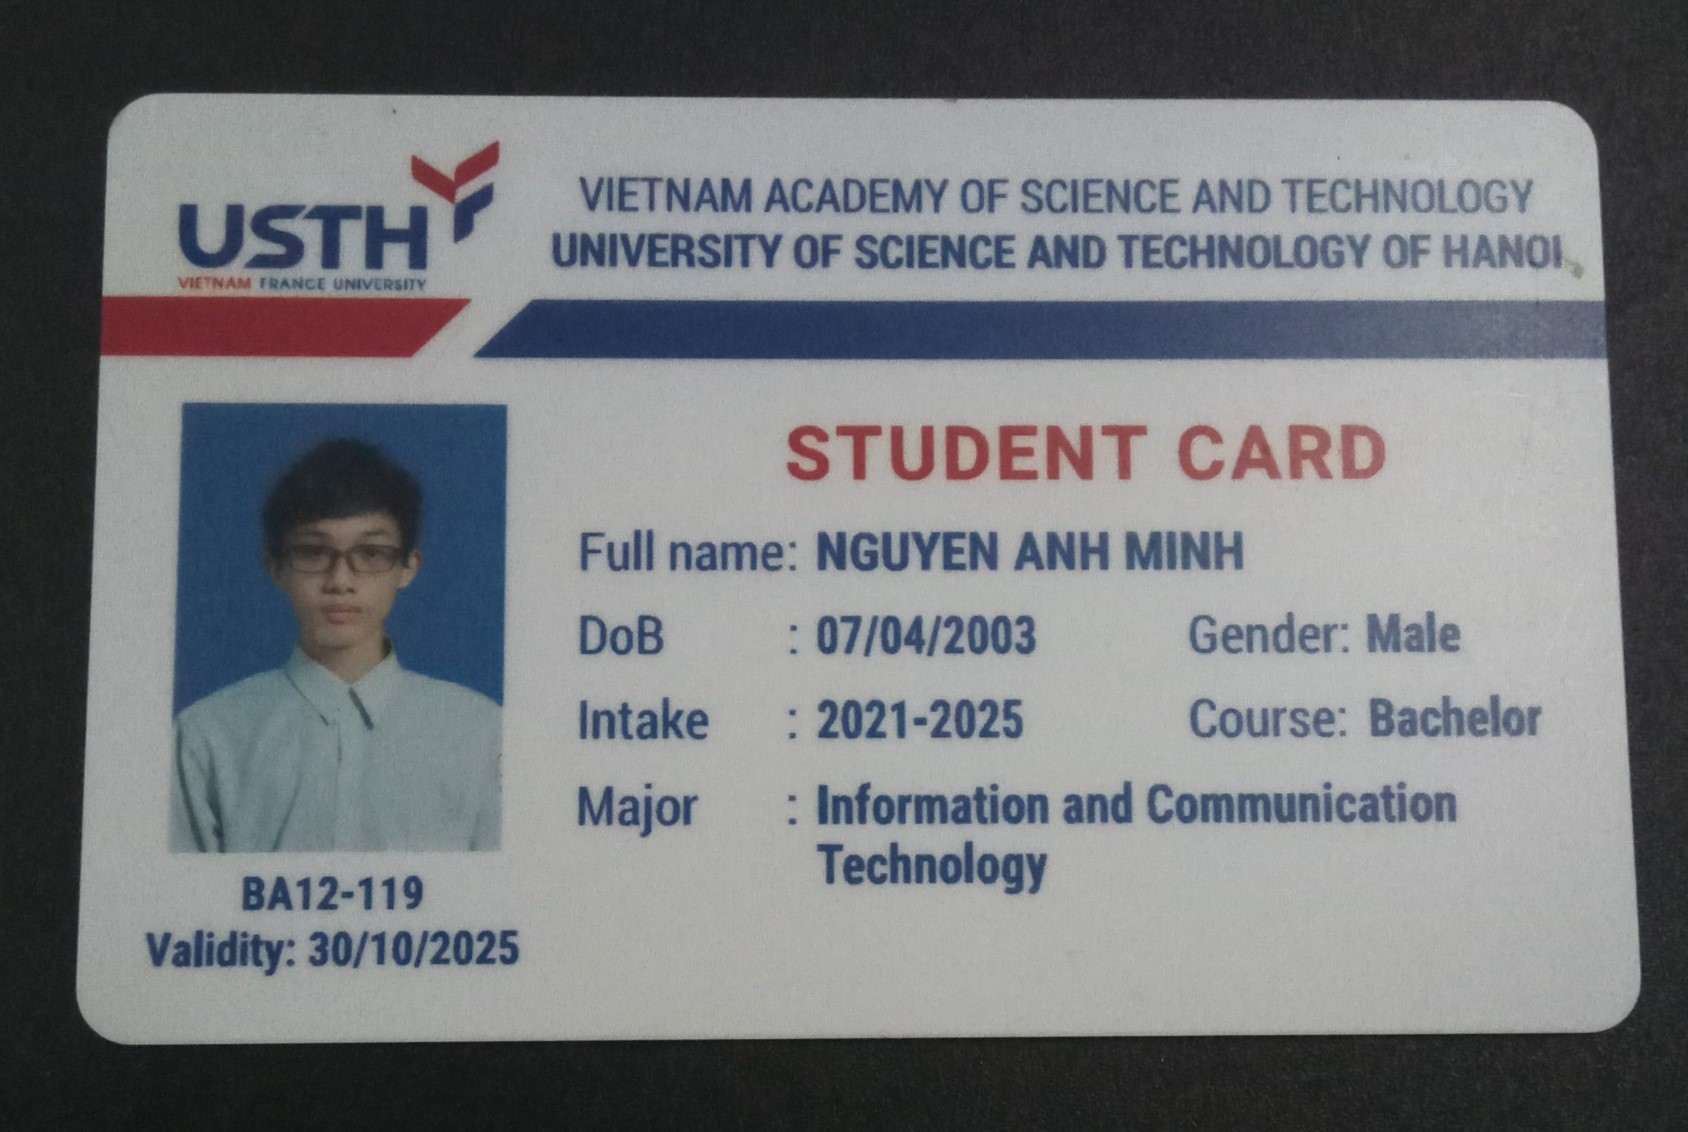 USTH
VIETNAM FRANCE UNIVERSITY
VIETNAM ACADEMY OF SCIENCE AND TECHNOLOGY
UNIVERSITY OF SCIENCE AND TECHNOLOGY OF HANOI
STUDENT CARD
Full name: NGUYEN ANH MINH
DoB : 07/04/2003 Gender: Male
Intake : 2021-2025 Course: Bachelor
Major : Information and Communication
Technology
BA12-119
Validity: 30/10/2025